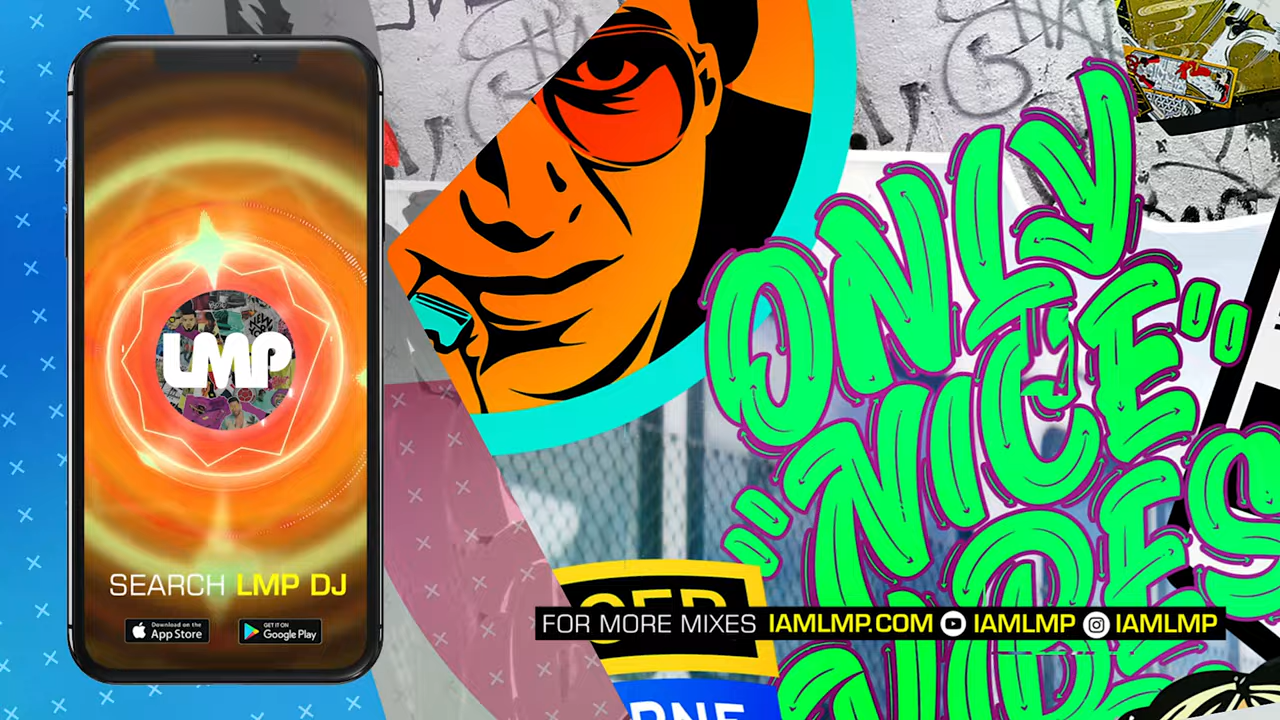 LMP
SEARCH LMP DJ
Download on the
App Store
GET IT ON
Google Play
ONLY
"NICE"
VIBES
FOR MORE MIXES IAMLMP.COM IAMLMP IAMLMP